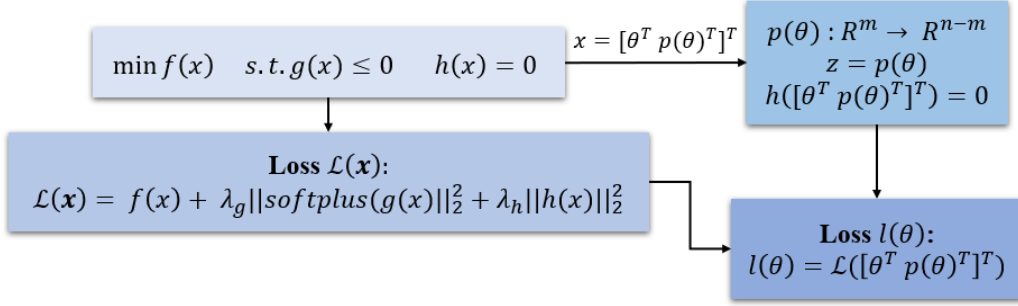 min f(x) s.t. g(x) ≤ 0 h(x) = 0
x = [θ^T p(θ)^T]^T
p(θ) : R^m → R^{n−m}
z = p(θ)
h([θ^T p(θ)^T]^T) = 0
Loss ℒ(x):
ℒ(x) = f(x) + λ_g||softplus(g(x)||_2^2 + λ_h||h(x)||_2^2
Loss l(θ):
l(θ) = ℒ([θ^T p(θ)^T]^T)